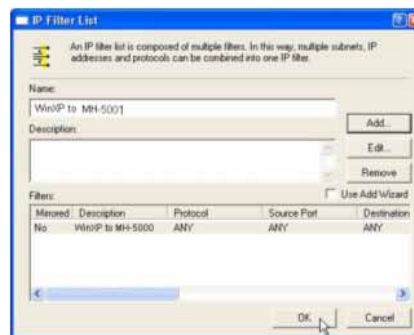 IP Filter List
An IP filter list is composed of multiple filters. In this way, multiple subnets, IP
addresses and protocols can be combined into one IP filter.
Name:
WinXP to MH-5001
Add...
Description:
Edit...
Remove
Filters:
Use Add Wizard
Mirrored Description Protocol Source Port Destination
No WinXP to MH-5000 ANY ANY ANY
OK
Cancel